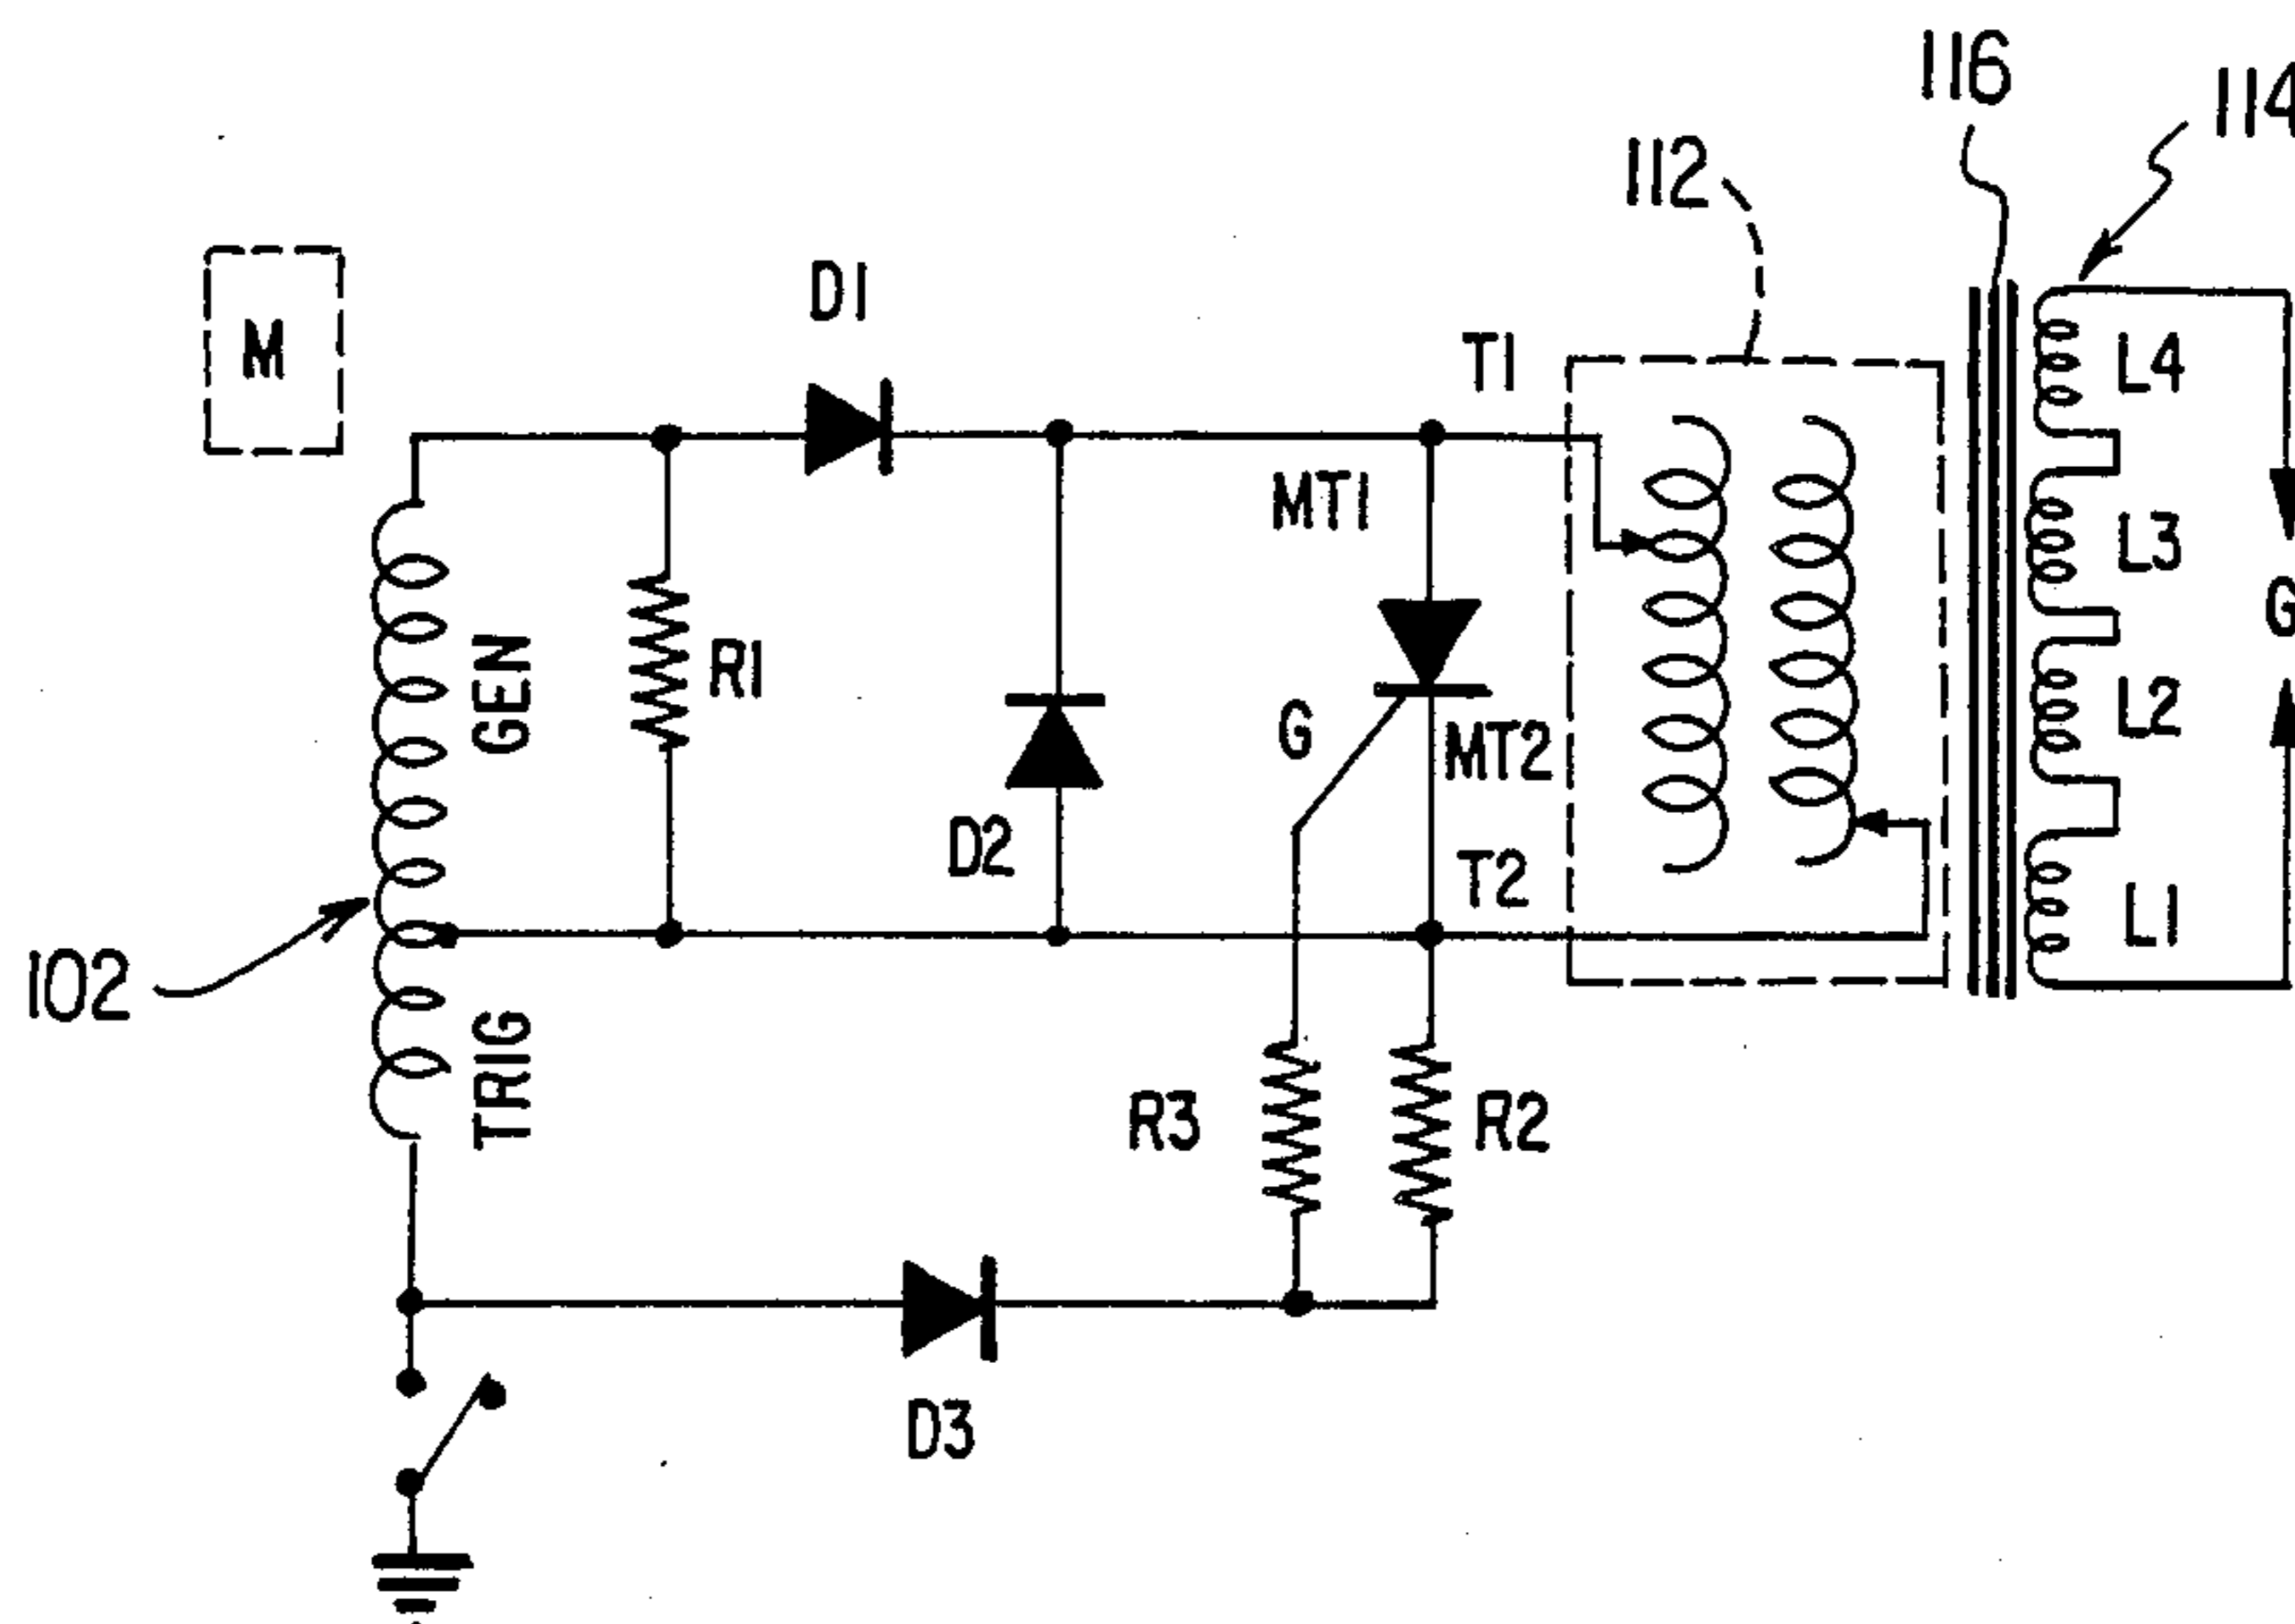 116
114
112
M
D1
T1
L4
MT1
L3
G
GEN
R1
G
MT2
L2
D2
T2
L1
102
TRIG
R3
R2
D3